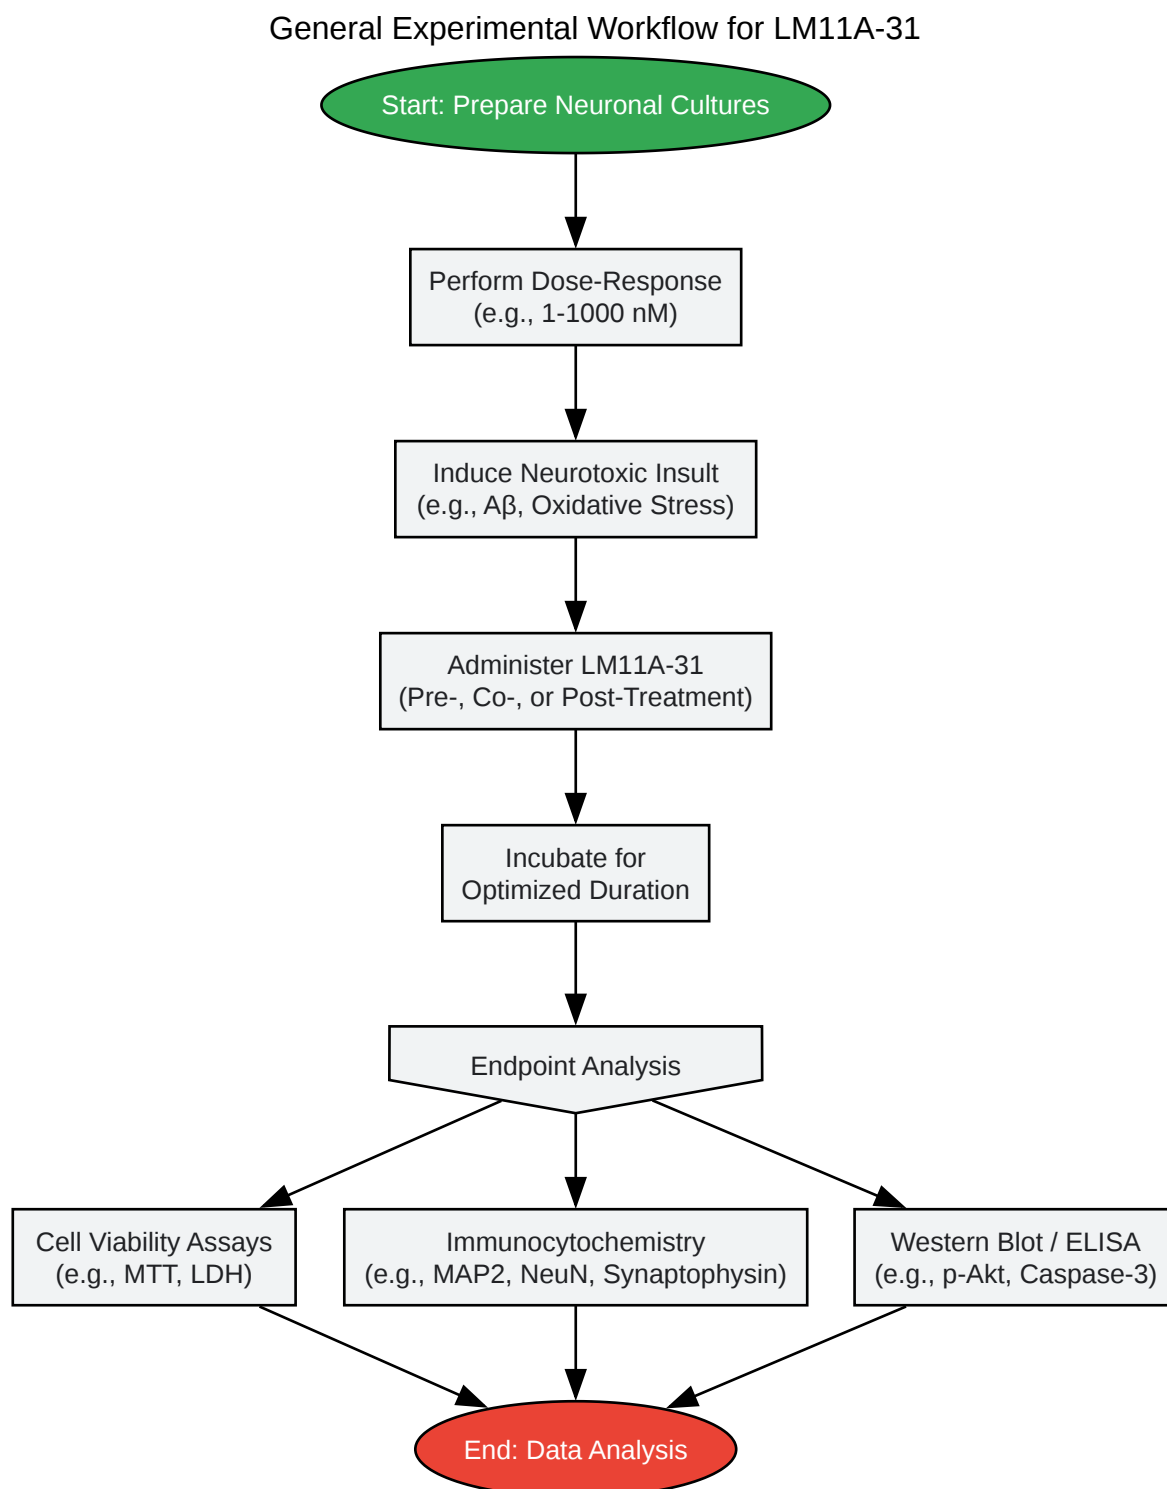 General Experimental Workflow for LM11A-31
Start: Prepare Neuronal Cultures
Perform Dose-Response
(e.g., 1-1000 nM)
Induce Neurotoxic Insult
(e.g., Aβ, Oxidative Stress)
Administer LM11A-31
(Pre-, Co-, or Post-Treatment)
Incubate for
Optimized Duration
Endpoint Analysis
Cell Viability Assays
(e.g., MTT, LDH)
Immunocytochemistry
(e.g., MAP2, NeuN, Synaptophysin)
Western Blot / ELISA
(e.g., p-Akt, Caspase-3)
End: Data Analysis